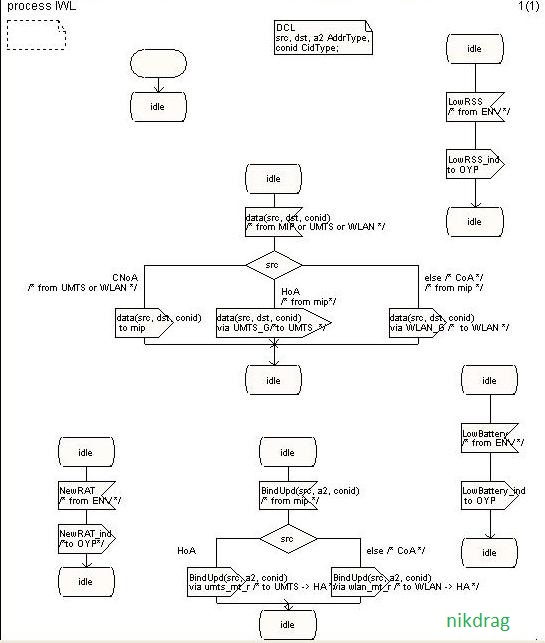 process IWL
1(1)
DCL
src, dst, a2 AddrType,
conid CidType;
idle
idle
LowRSS
/* from ENV*/
LowRSS_ind
to OYP
idle
idle
data(src, dst, conid)
/* from MIP or UMTS or WLAN */
src
CNoA
/* from UMTS or WLAN */
HoA
/* from mip*/
else /* CoA */
/* from mip */
data(src, dst, conid)
to mip
data(src, dst, conid)
via UMTS_G/*to UMTS */
data(src, dst, conid)
via WLAN_G /* to WLAN */
idle
idle
LowBattery
/* from ENV*/
LowBattery_ind
to OYP
idle
idle
NewRAT
/* from ENV*/
NewRAT_ind
/*to OYP*/
idle
idle
BindUpd(src, a2, conid)
/* from mip*/
src
HoA
else /* CoA */
BindUpd(src, a2, conid)
via umts_mt_r /* to UMTS -> HA*/
BindUpd(src, a2, conid)
via wlan_mt_r /* to WLAN -> HA */
idle
nikdrag